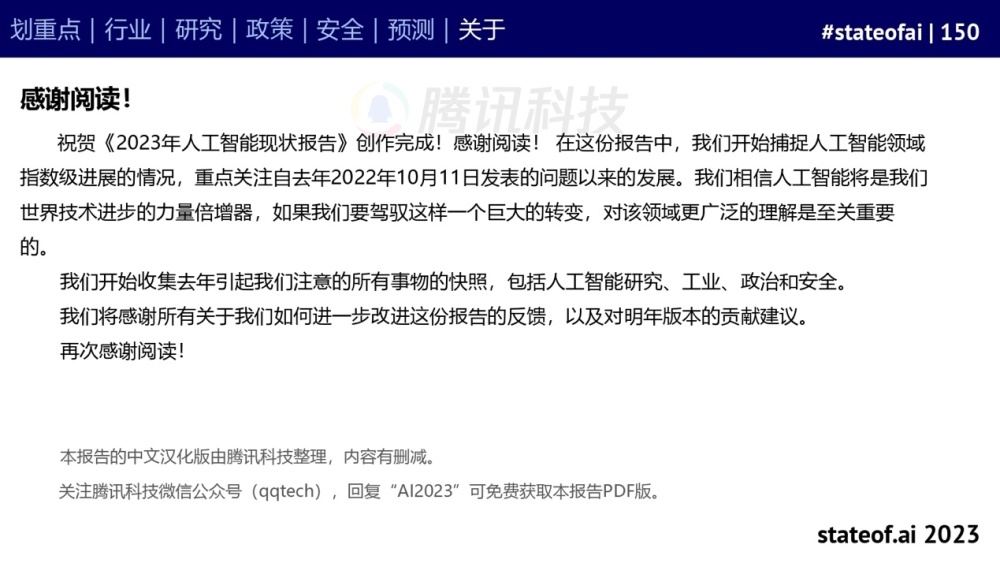 划重点 | 行业 | 研究 | 政策 | 安全 | 预测 | 关于
#stateofai | 150
腾讯科技
感谢阅读！
祝贺《2023年人工智能现状报告》创作完成！感谢阅读！ 在这份报告中，我们开始捕捉人工智能领域
指数级进展的情况，重点关注自去年2022年10月11日发表的问题以来的发展。我们相信人工智能将是我们
世界技术进步的力量倍增器，如果我们要驾驭这样一个巨大的转变，对该领域更广泛的理解是至关重要
的。
我们开始收集去年引起我们注意的所有事物的快照，包括人工智能研究、工业、政治和安全。
我们将感谢所有关于我们如何进一步改进这份报告的反馈，以及对明年版本的贡献建议。
再次感谢阅读！
本报告的中文汉化版由腾讯科技整理，内容有删减。
关注腾讯科技微信公众号（qqtech），回复“AI2023”可免费获取本报告PDF版。
stateof.ai 2023